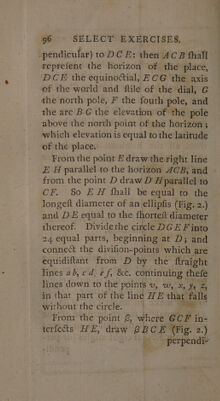 96 SELECT EXERCISES.
pendicular) to DCE: then ACB ſhall
repreſent the horizon of the place,
DCE the equinoctial, ECG the axis
of the world and ſtile of the dial, G
the north pole, F the ſouth pole, and
the arc BG the elevation of the pole
above the north point of the horizon;
which elevation is equal to the latitude
of the place.
From the point E draw the right line
EH parallel to the horizon ACB, and
from the point D draw DH parallel to
CF. So EH ſhall be equal to the
longeſt diameter of an ellipſis (Fig. 2.)
and DE equal to the ſhorteſt diameter
thereof. Divide the circle DGEF into
24 equal parts, beginning at D; and
connect the diviſion-points which are
equidiſtant from D by the ſtraight
lines ab, cd, ef, &c. continuing theſe
lines down to the points v, w, x, y, z,
in that part of the line HE that falls
without the circle.
From the point β, where GCF in-
terſects HE, draw βBCE (Fig. 2.)
perpendi-